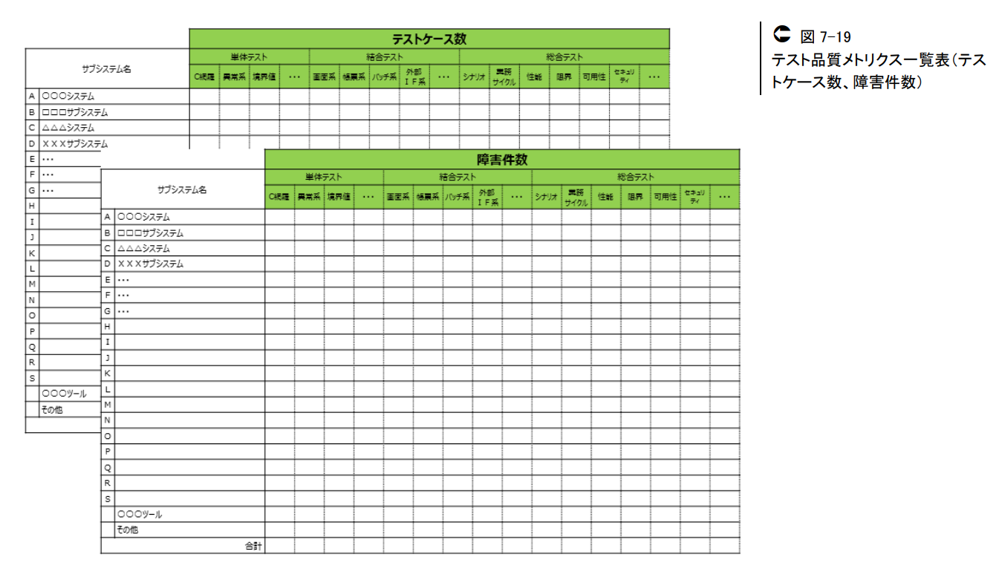 テストケース数
サブシステム名
単体テスト 結合テスト 総合テスト
C網羅 異常系 境界値 ・・・ 画面系 帳票系 バッチ系 外部ＩＦ系 ・・・ シナリオ 業務サイクル 性能 限界 可用性 セキュリティ ・・・
A ○○○システム
B □□□サブシステム
C △△△システム
D ＸＸＸサブシステム
E ・・・
F ・・・
G ・・・
H
I
J
K
L
M
N
O
P
Q
R
S
○○○ツール
その他
障害件数
サブシステム名
単体テスト 結合テスト 総合テスト
C網羅 異常系 境界値 ・・・ 画面系 帳票系 バッチ系 外部ＩＦ系 ・・・ シナリオ 業務サイクル 性能 限界 可用性 セキュリティ ・・・
A ○○○システム
B □□□サブシステム
C △△△システム
D ＸＸＸサブシステム
E ・・・
F ・・・
G ・・・
H
I
J
K
L
M
N
O
P
Q
R
S
○○○ツール
その他
合計
図 7-19
テスト品質メトリクス一覧表（テス
トケース数、障害件数）